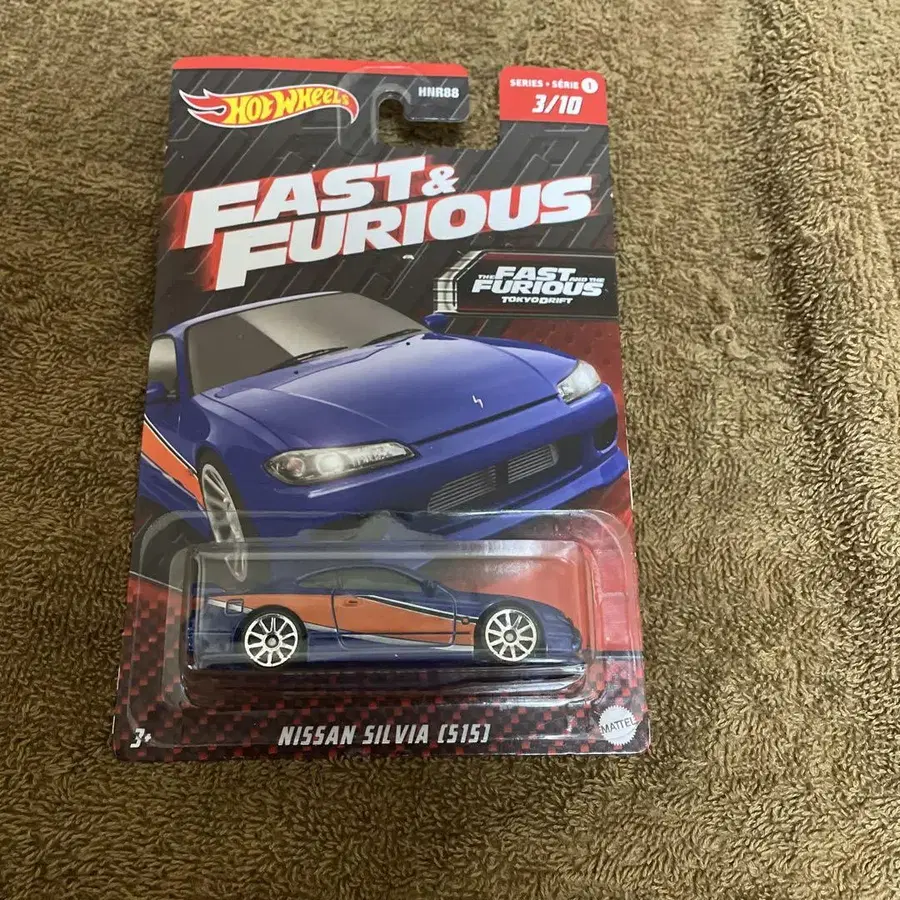 HOT WHEELS
HNR88
SERIES • SÉRIE 1
3/10
FAST &
FURIOUS
THE FAST AND THE
FURIOUS
TOKYO DRIFT
3+
NISSAN SILVIA (S15)
MATTEL